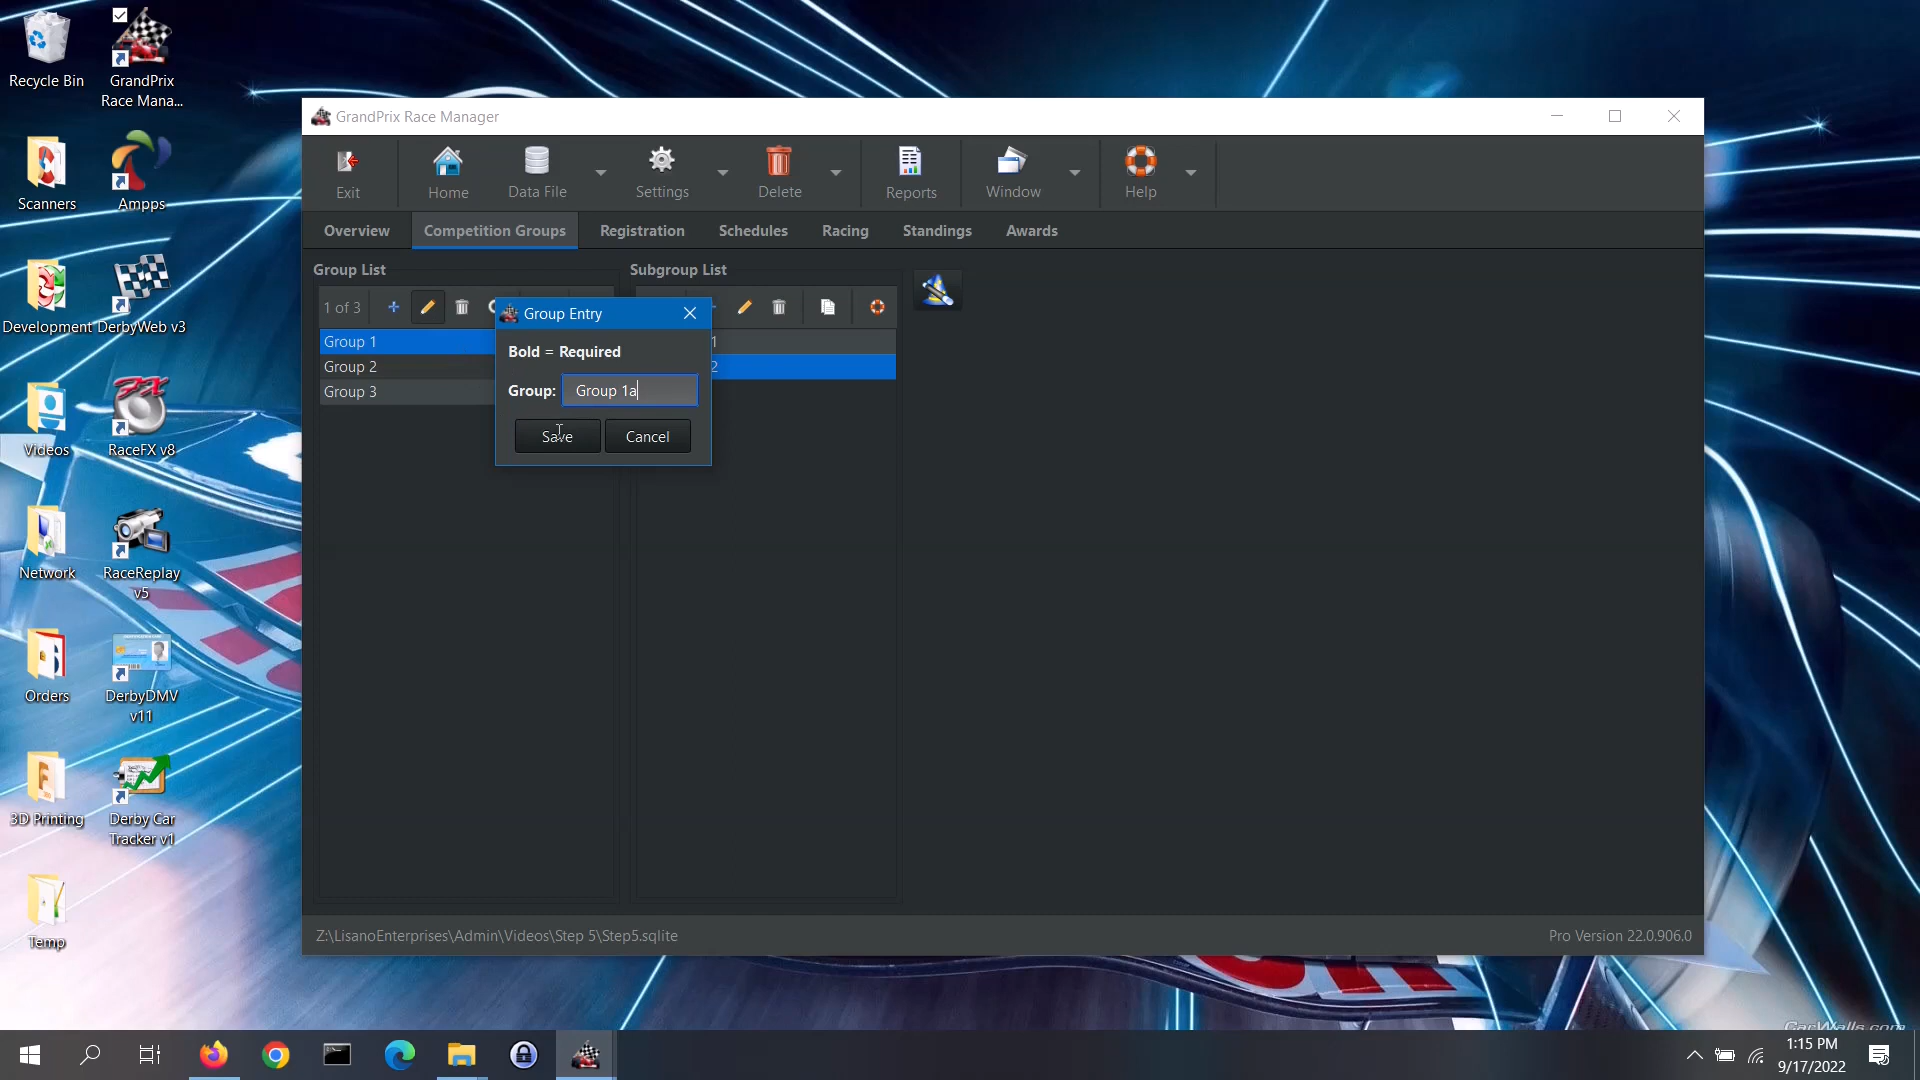 Recycle Bin
GrandPrix
Race Mana...
Scanners
Ampps
Development
DerbyWeb v3
Videos
RaceFX v8
Network
RaceReplay
v5
Orders
DerbyDMV
v11
3D Printing
Derby Car
Tracker v1
Temp
GrandPrix Race Manager
Exit
Home
Data File
Settings
Delete
Reports
Window
Help
Overview
Competition Groups
Registration
Schedules
Racing
Standings
Awards
Group List
Subgroup List
1 of 3
Group 1
Group 2
Group 3
1
2
Group Entry
Bold = Required
Group: Group 1a
Save
Cancel
Z:\LisanoEnterprises\Admin\Videos\Step 5\Step5.sqlite
Pro Version 22.0.906.0
CarWalls.com
1:15 PM
9/17/2022